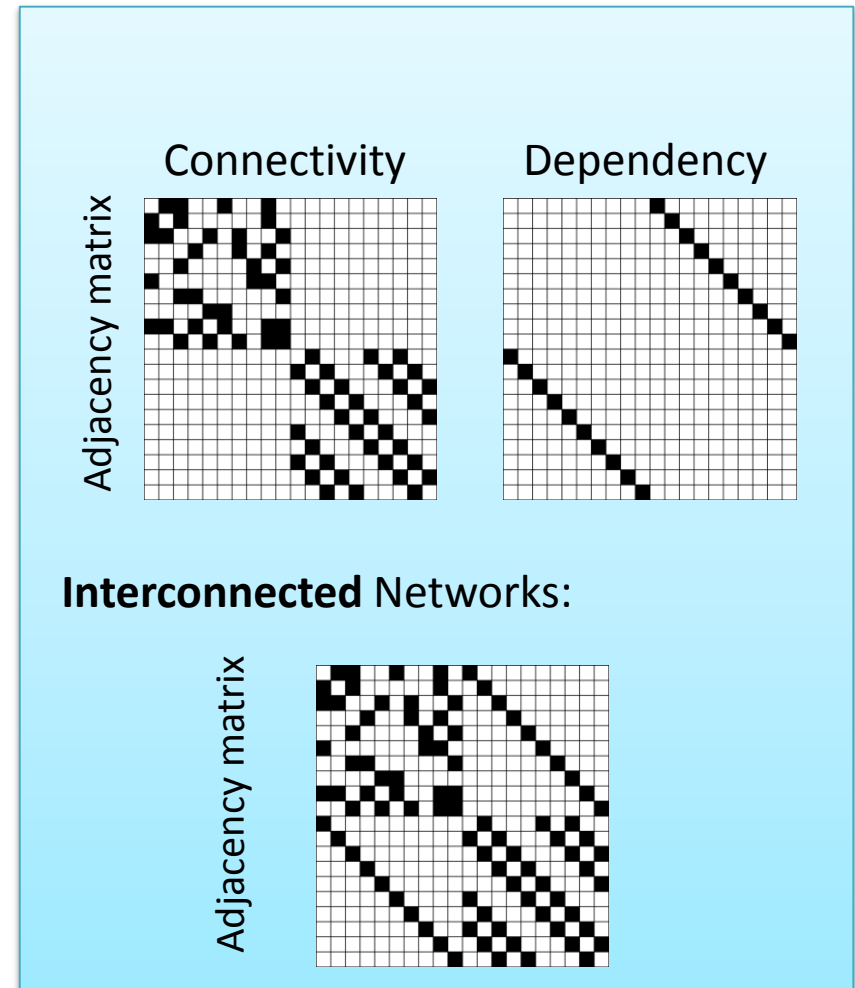 Connectivity
Dependency
Adjacency matrix
Interconnected Networks:
Adjacency matrix